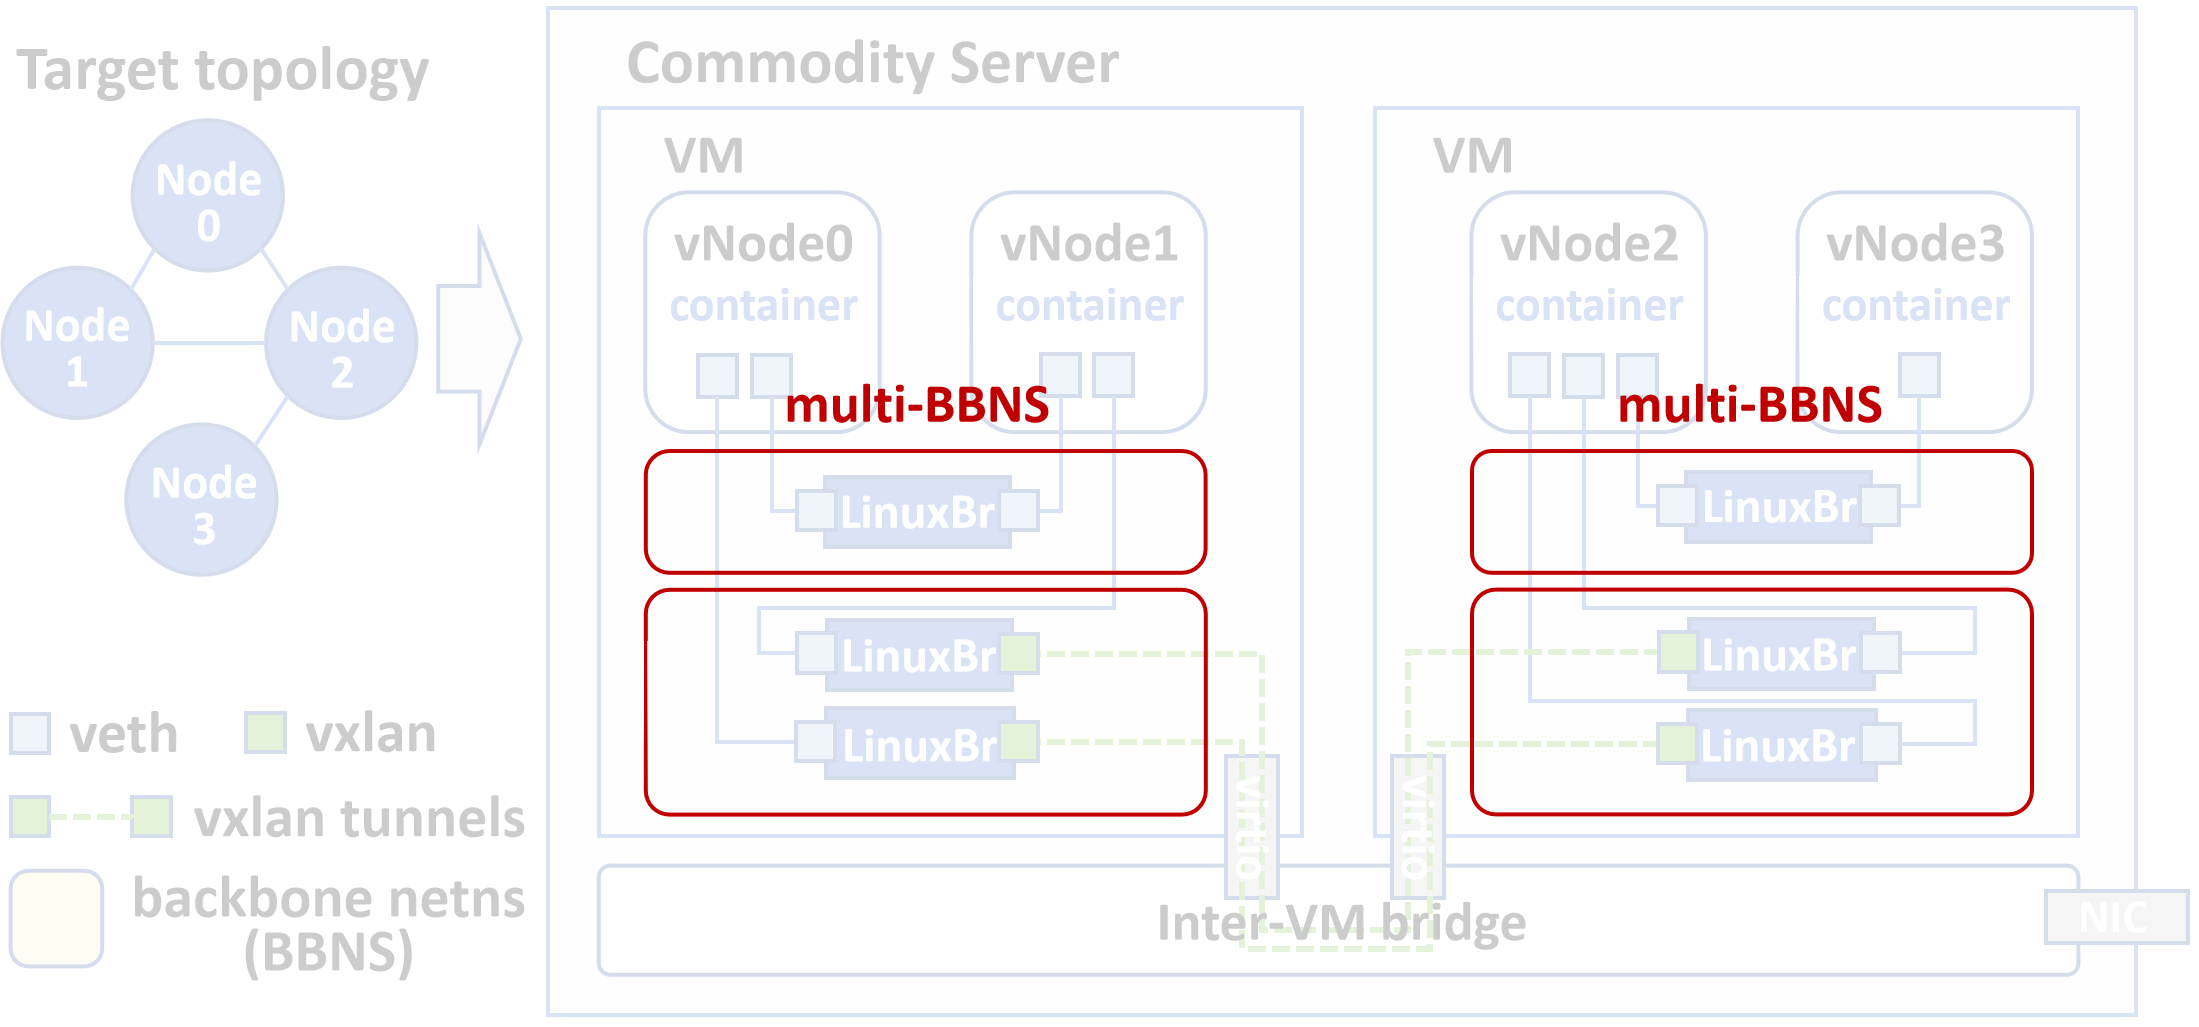 Target topology
Node
0
Node
1
Node
2
Node
3
veth
vxlan
vxlan tunnels
backbone netns
(BBNS)
Commodity Server
VM
vNode0
container
vNode1
container
multi-BBNS
LinuxBr
LinuxBr
LinuxBr
virtio
VM
vNode2
container
vNode3
container
multi-BBNS
LinuxBr
LinuxBr
LinuxBr
virtio
Inter-VM bridge
NIC